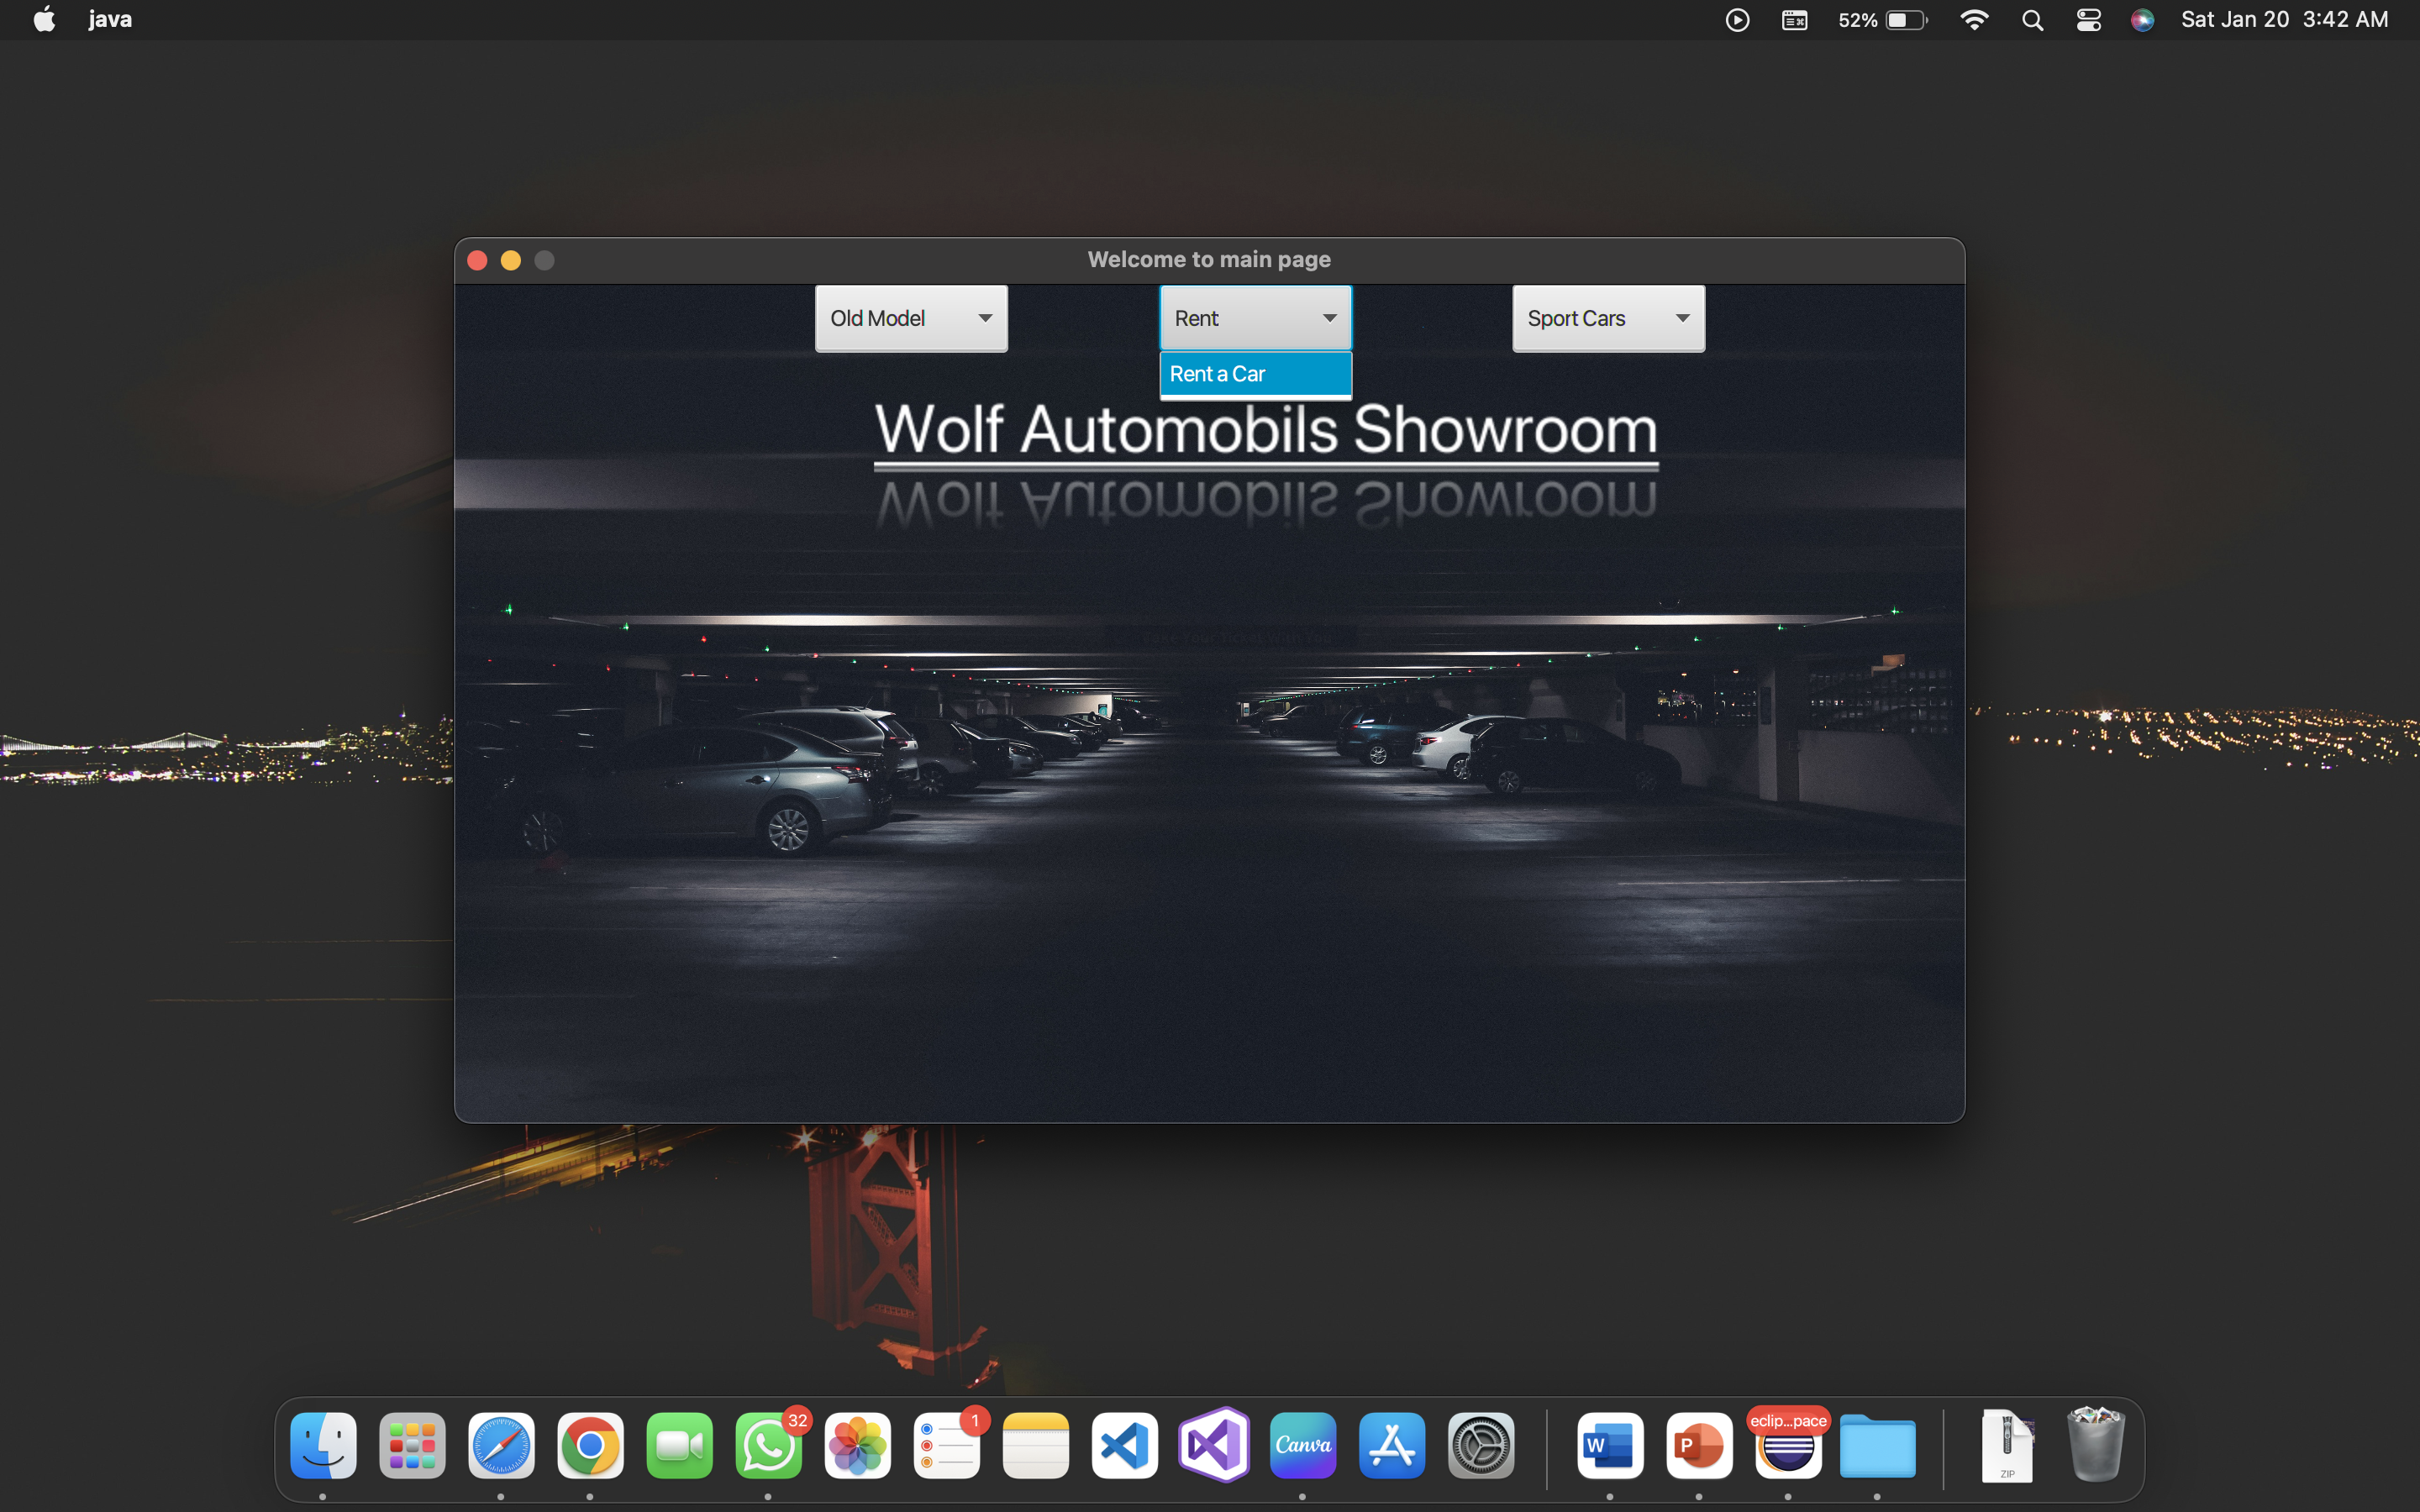 java
52%
Sat Jan 20 3:42 AM
Welcome to main page
Old Model
Rent
Sport Cars
Rent a Car
Wolf Automobils Showroom
Wolf Automobils Showroom
32
1
Canva
W
P
eclip...pace
ZIP